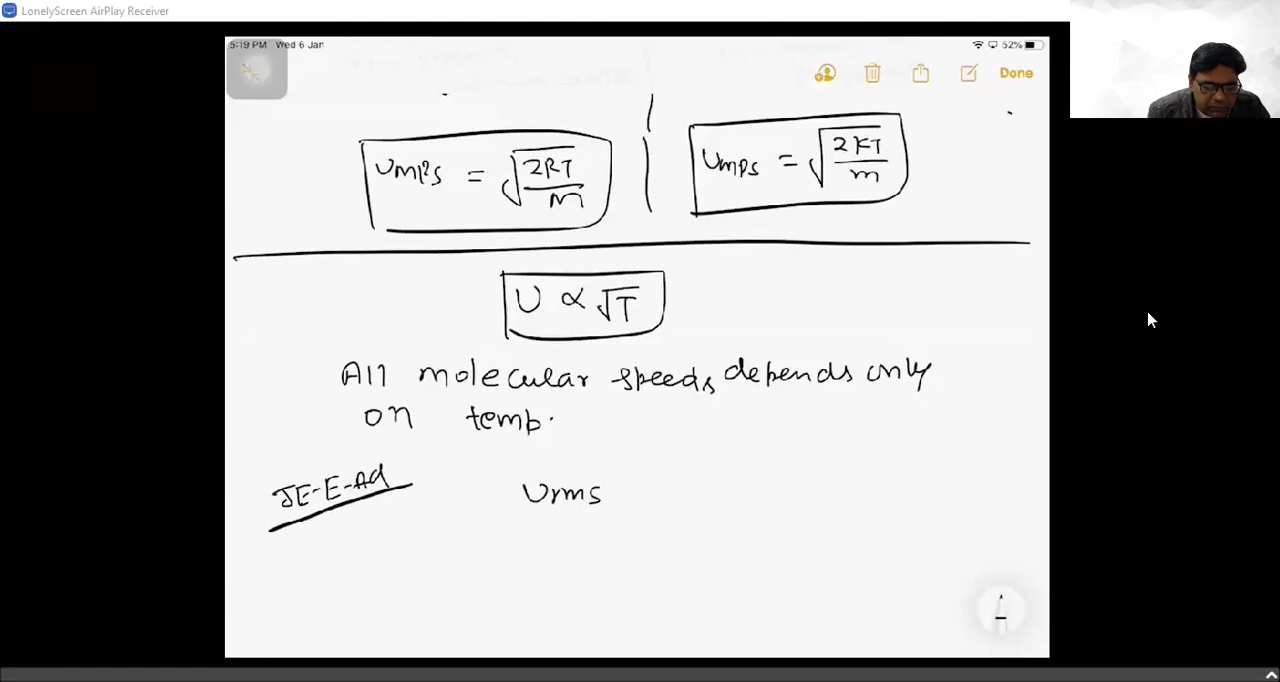 LonelyScreen AirPlay Receiver
5:19 PM Wed 6 Jan 52%
Done
Umps = √2RT/M
Umps = √2KT/m
U ∝ √T
All molecular speeds depends only
on temp.
JE-E-Ad Urms